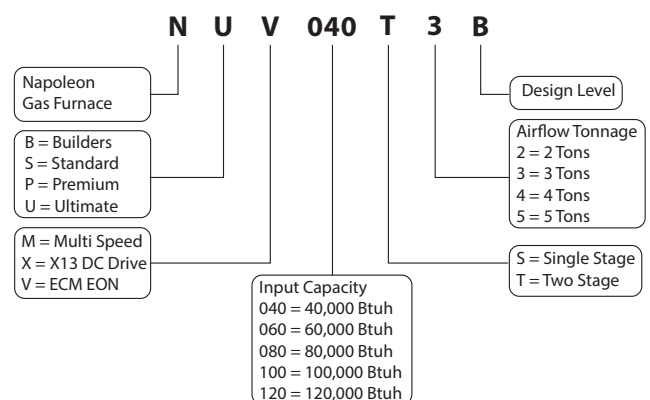 N U V 040 T 3 B
Napoleon
Gas Furnace
B = Builders
S = Standard
P = Premium
U = Ultimate
M = Multi Speed
X = X13 DC Drive
V = ECM EON
Input Capacity
040 = 40,000 Btuh
060 = 60,000 Btuh
080 = 80,000 Btuh
100 = 100,000 Btuh
120 = 120,000 Btuh
Design Level
Airflow Tonnage
2 = 2 Tons
3 = 3 Tons
4 = 4 Tons
5 = 5 Tons
S = Single Stage
T = Two Stage